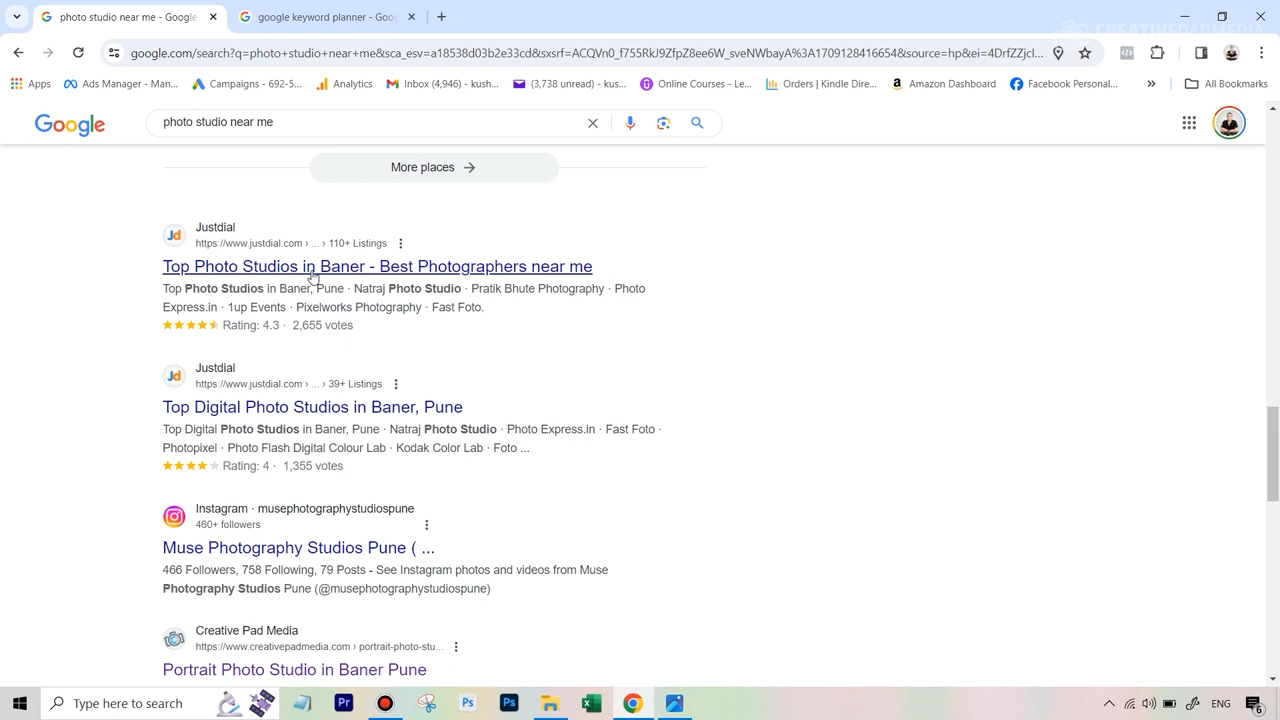 CREATIVEPADMEDIA
photo studio near me -
google keyword planner - Goo
google.com/search?q=photo+studio+near+me&sca_esv=a18538d03b2e33cd&sxsrf=ACQVn0_f755RkJ9ZfpZ8ee6W_sveNWbayA%3A1709128416654&source=hp&ei=4DrfZZjcI...
Apps Ads Manager - Man... Campaigns - 692-5... Analytics Inbox (4,946) - kush... (3,738 unread) - kus... Online Courses - Le... Orders | Kindle Dire... Amazon Dashboard Facebook Personal... » All Bookmarks
Google photo studio near me
More places
Justdial
https://www.justdial.com › ... › 110+ Listings
Top Photo Studios in Baner - Best Photographers near me
Top Photo Studios in Baner, Pune · Natraj Photo Studio · Pratik Bhute Photography · Photo
Express.in · 1up Events · Pixelworks Photography · Fast Foto.
Rating: 4.3 · 2,655 votes
Justdial
https://www.justdial.com › ... › 39+ Listings
Top Digital Photo Studios in Baner, Pune
Top Digital Photo Studios in Baner, Pune · Natraj Photo Studio · Photo Express.in · Fast Foto ·
Photopixel · Photo Flash Digital Colour Lab · Kodak Color Lab · Foto ...
Rating: 4 · 1,355 votes
Instagram · musephotographystudiospune
460+ followers
Muse Photography Studios Pune ( ...
466 Followers, 758 Following, 79 Posts - See Instagram photos and videos from Muse
Photography Studios Pune (@musephotographystudiospune)
Creative Pad Media
https://www.creativepadmedia.com › portrait-photo-stu...
Portrait Photo Studio in Baner Pune
Type here to search
ENG
6